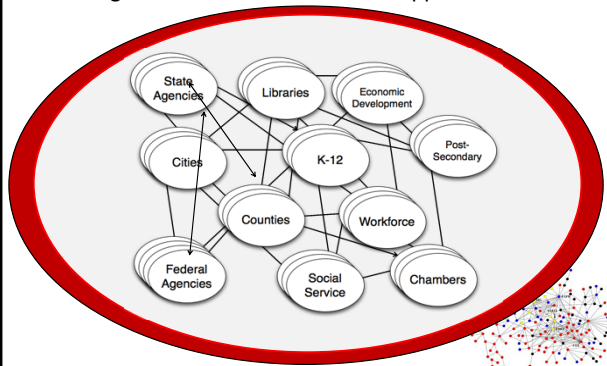 State
Agencies
Libraries
Economic
Development
Cities
K-12
Post-
Secondary
Counties
Workforce
Federal
Agencies
Social
Service
Chambers